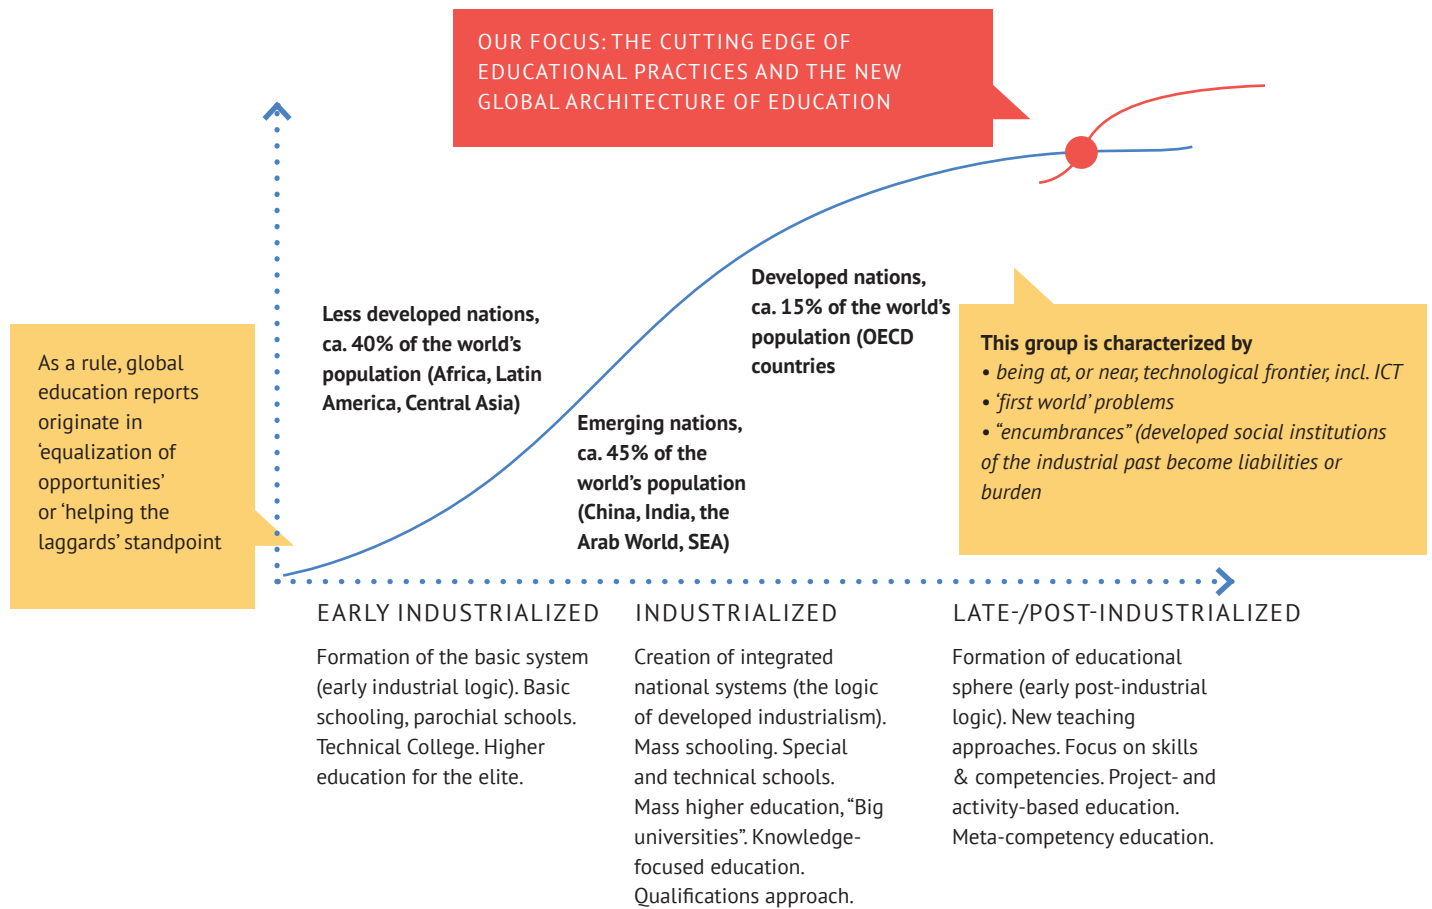 OUR FOCUS: THE CUTTING EDGE OF
EDUCATIONAL PRACTICES AND THE NEW
GLOBAL ARCHITECTURE OF EDUCATION
As a rule, global
education reports
originate in
‘equalization of
opportunities’
or ‘helping the
laggards’ standpoint
Less developed nations,
ca. 40% of the world’s
population (Africa, Latin
America, Central Asia)
Emerging nations,
ca. 45% of the
world’s population
(China, India, the
Arab World, SEA)
Developed nations,
ca. 15% of the world’s
population (OECD
countries
This group is characterized by
• being at, or near, technological frontier, incl. ICT
• ‘first world’ problems
• “encumbrances” (developed social institutions
of the industrial past become liabilities or
burden
EARLY INDUSTRIALIZED
Formation of the basic system
(early industrial logic). Basic
schooling, parochial schools.
Technical College. Higher
education for the elite.
INDUSTRIALIZED
Creation of integrated
national systems (the logic
of developed industrialism).
Mass schooling. Special
and technical schools.
Mass higher education, “Big
universities”. Knowledge-
focused education.
Qualifications approach.
LATE-/POST-INDUSTRIALIZED
Formation of educational
sphere (early post-industrial
logic). New teaching
approaches. Focus on skills
& competencies. Project- and
activity-based education.
Meta-competency education.